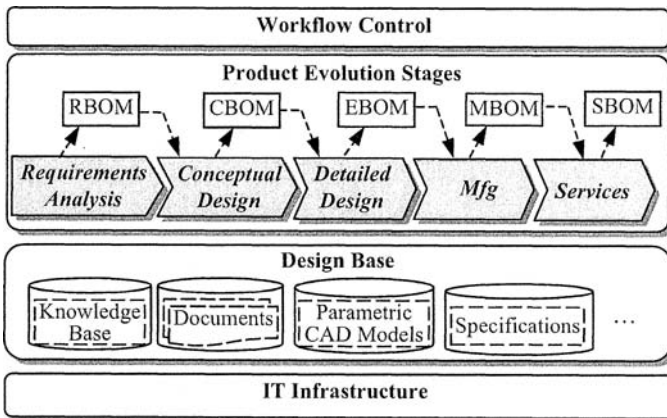 Workflow Control
Product Evolution Stages
RBOM CBOM EBOM MBOM SBOM
Requirements Conceptual Detailed Mfg Services
Analysis Design Design
Design Base
Knowledge Documents Parametric Specifications ...
Base CAD Models
IT Infrastructure